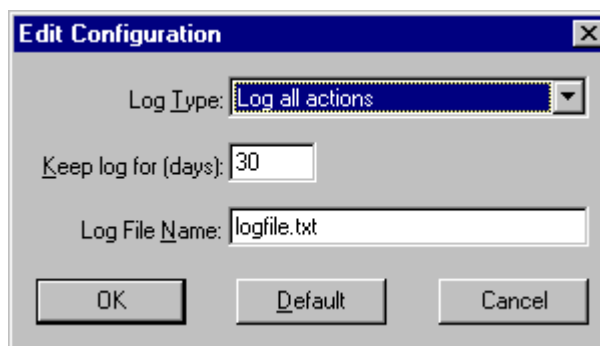 Edit Configuration
Log Type: Log all actions
Keep log for (days): 30
Log File Name: logfile.txt
OK Default Cancel